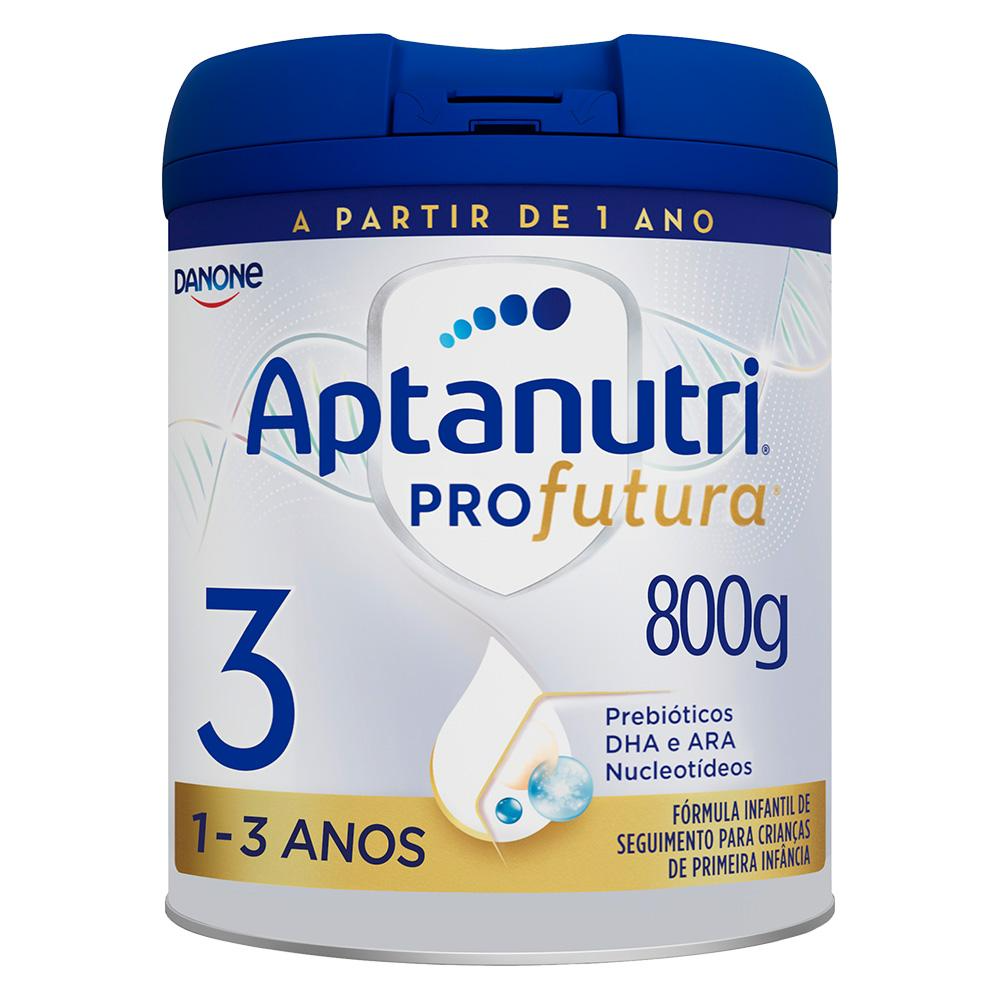 A PARTIR DE 1 ANO
DANONE
Aptanutri®
PROfutura®
3
800g
Prebióticos
DHA e ARA
Nucleotídeos
1-3 ANOS
FÓRMULA INFANTIL DE
SEGUIMENTO PARA CRIANÇAS
DE PRIMEIRA INFÂNCIA